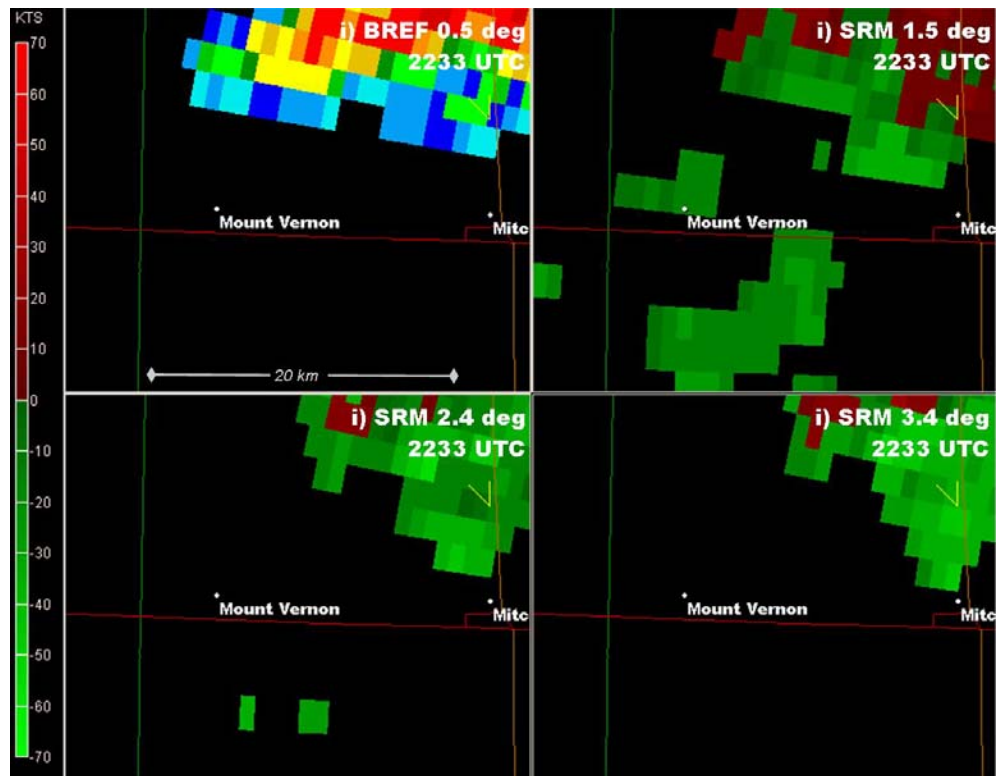 KTS
70
60
50
40
30
20
10
0
-10
-20
-30
-40
-50
-60
-70
i) BREF 0.5 deg
2233 UTC
Mount Vernon
Mitc
20 km
i) SRM 1.5 deg
2233 UTC
Mount Vernon
Mitc
i) SRM 2.4 deg
2233 UTC
Mount Vernon
Mitc
i) SRM 3.4 deg
2233 UTC
Mount Vernon
Mitc